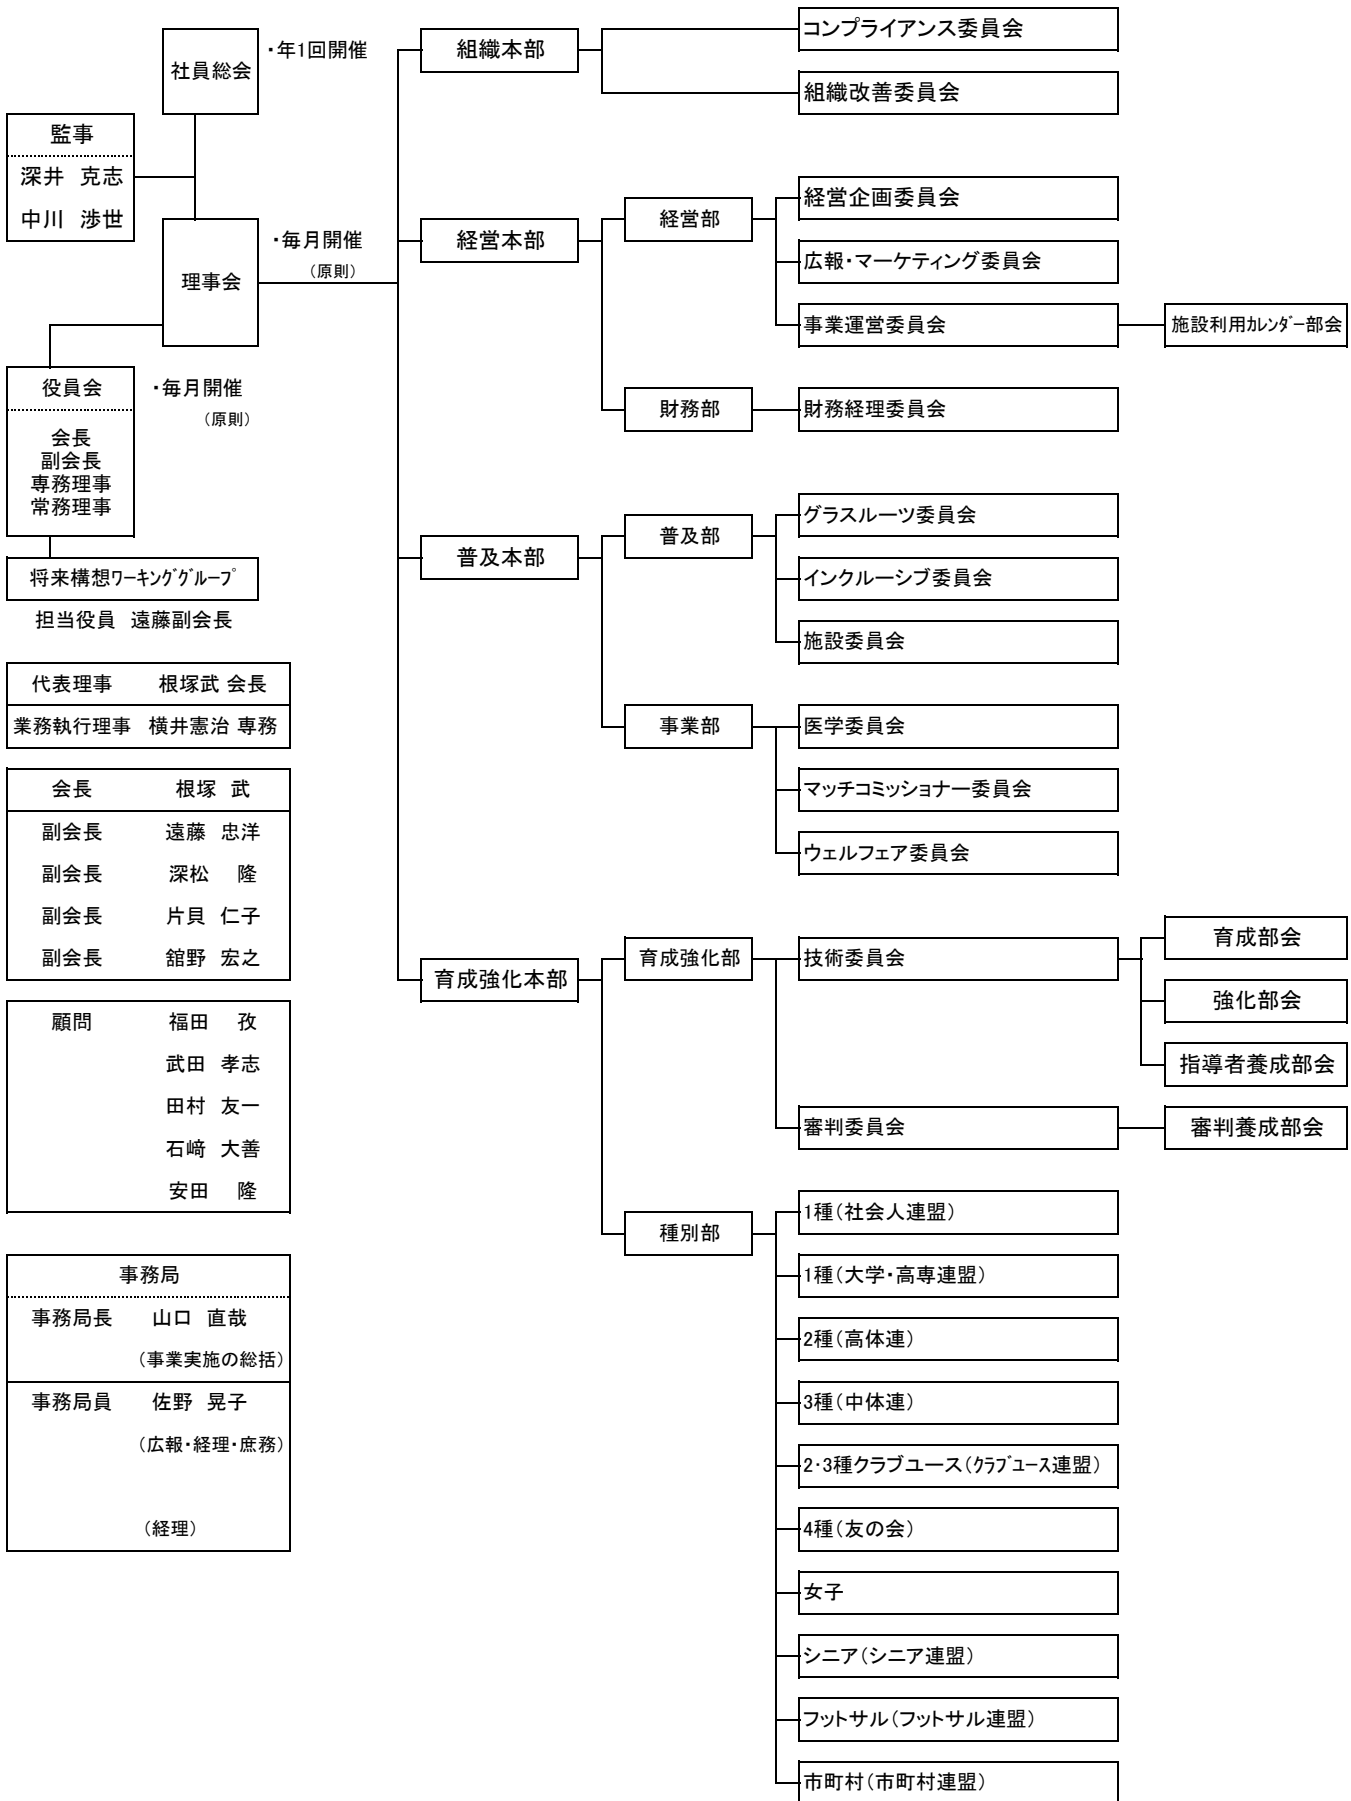 社員総会
・年1回開催
監事
深井 克志
中川 渉世
理事会
・毎月開催
(原則)
役員会
・毎月開催
(原則)
会長
副会長
専務理事
常務理事
将来構想ワーキンググループ
担当役員 遠藤副会長
代表理事 根塚武 会長
業務執行理事 横井憲治 専務
会長 根塚 武
副会長 遠藤 忠洋
副会長 深松 隆
副会長 片貝 仁子
副会長 舘野 宏之
顧問 福田 孜
武田 孝志
田村 友一
石﨑 大善
安田 隆
事務局
事務局長 山口 直哉
(事業実施の総括)
事務局員 佐野 晃子
(広報・経理・庶務)
(経理)
組織本部
コンプライアンス委員会
組織改善委員会
経営本部
経営部
経営企画委員会
広報・マーケティング委員会
事業運営委員会
施設利用カレンダー部会
財務部
財務経理委員会
普及本部
普及部
グラスルーツ委員会
インクルーシブ委員会
施設委員会
事業部
医学委員会
マッチコミッショナー委員会
ウェルフェア委員会
育成強化本部
育成強化部
技術委員会
育成部会
強化部会
指導者養成部会
審判委員会
審判養成部会
種別部
1種(社会人連盟)
1種(大学・高専連盟)
2種(高体連)
3種(中体連)
2・3種クラブユース(クラブユース連盟)
4種(友の会)
女子
シニア(シニア連盟)
フットサル(フットサル連盟)
市町村(市町村連盟)